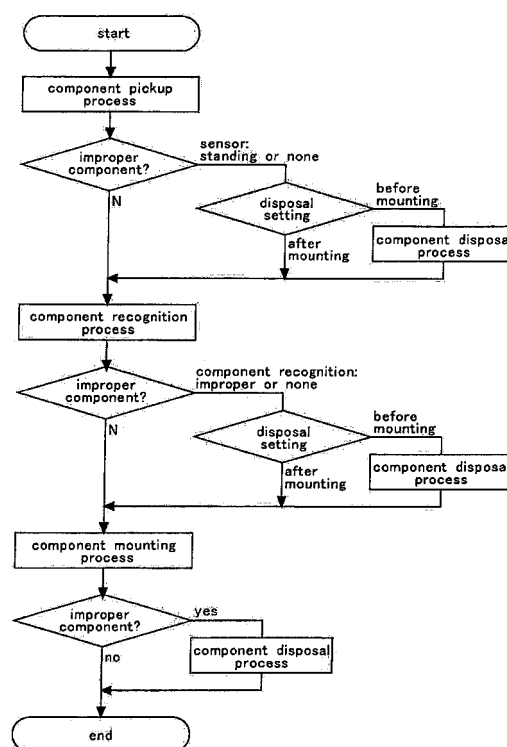 start
component pickup
process
improper
component?
sensor:
standing or none
N
disposal
setting
before
mounting
after
mounting
component disposal
process
component recognition
process
improper
component?
component recognition:
improper or none
N
disposal
setting
before
mounting
after
mounting
component disposal
process
component mounting
process
improper
component?
yes
no
component disposal
process
end